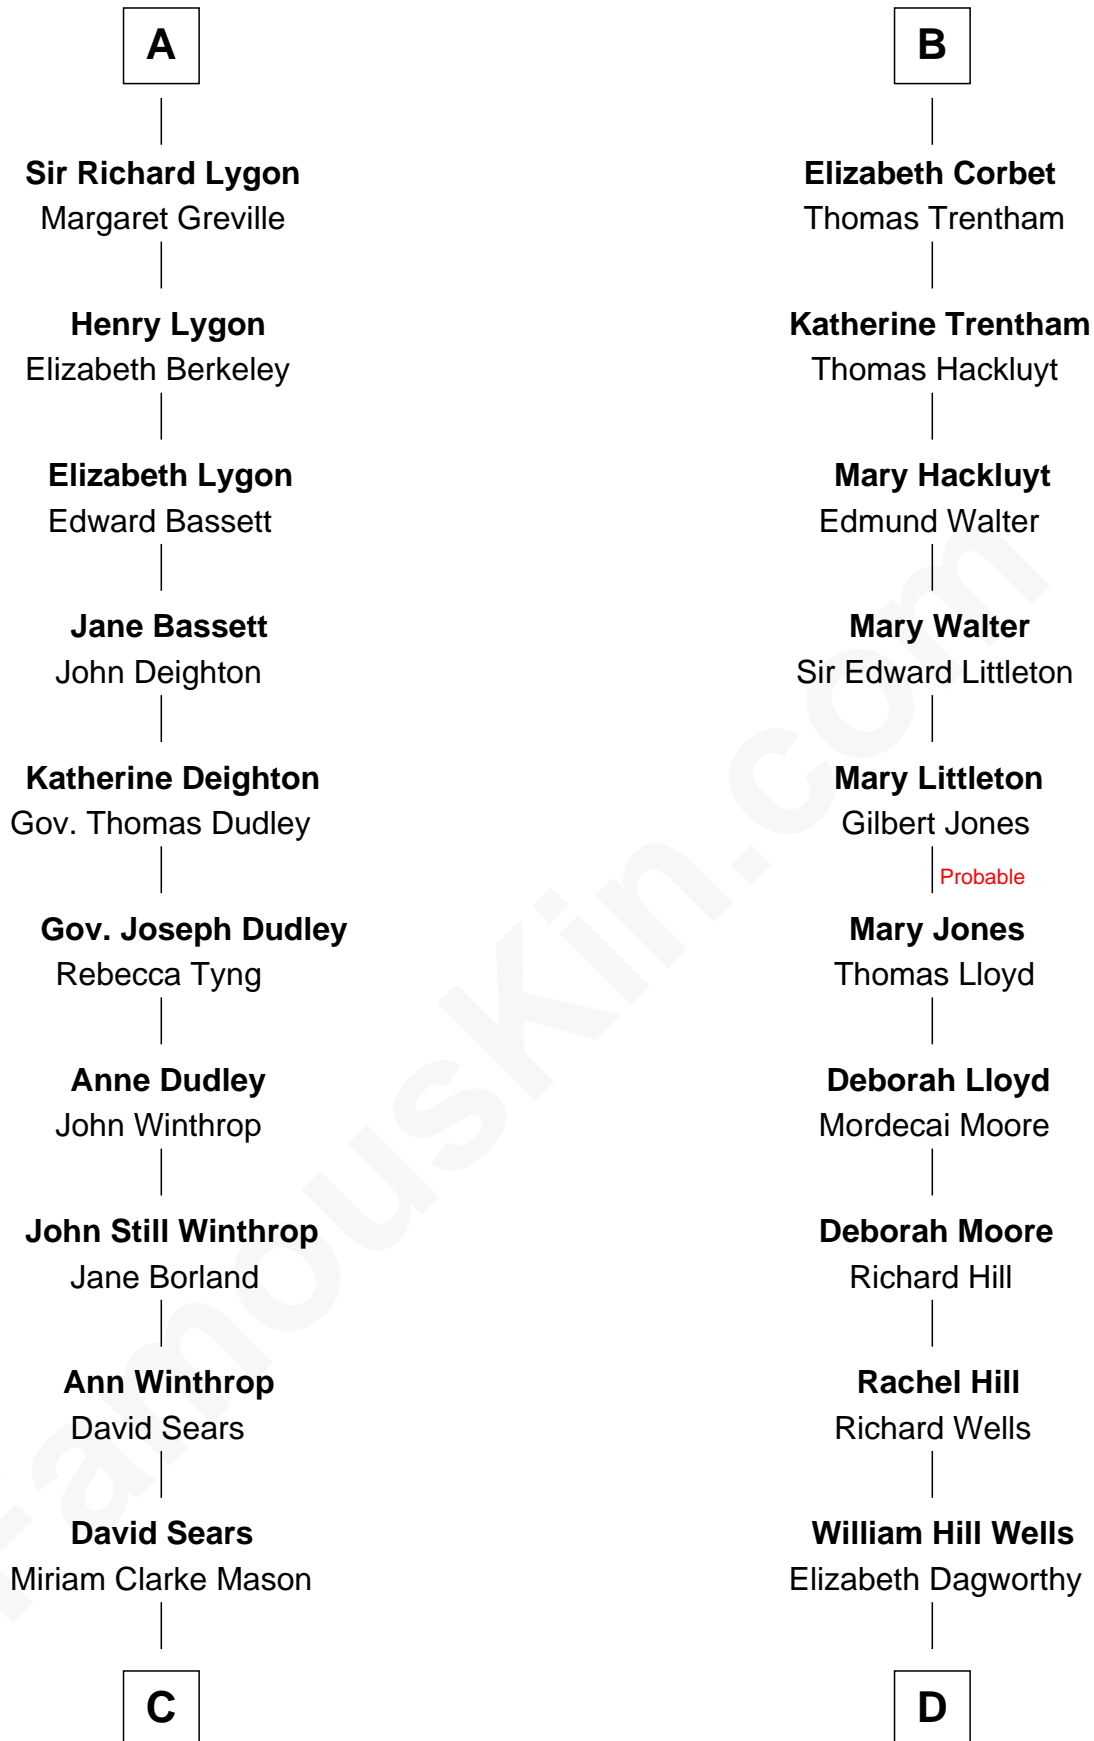 A
Sir Richard Lygon
Margaret Greville
Henry Lygon
Elizabeth Berkeley
Elizabeth Lygon
Edward Bassett
Jane Bassett
John Deighton
Katherine Deighton
Gov. Thomas Dudley
Gov. Joseph Dudley
Rebecca Tyng
Anne Dudley
John Winthrop
John Still Winthrop
Jane Borland
Ann Winthrop
David Sears
David Sears
Miriam Clarke Mason
C
B
Elizabeth Corbet
Thomas Trentham
Katherine Trentham
Thomas Hackluyt
Mary Hackluyt
Edmund Walter
Mary Walter
Sir Edward Littleton
Mary Littleton
Gilbert Jones
Probable
Mary Jones
Thomas Lloyd
Deborah Lloyd
Mordecai Moore
Deborah Moore
Richard Hill
Rachel Hill
Richard Wells
William Hill Wells
Elizabeth Dagworthy
D
FamousKin.com